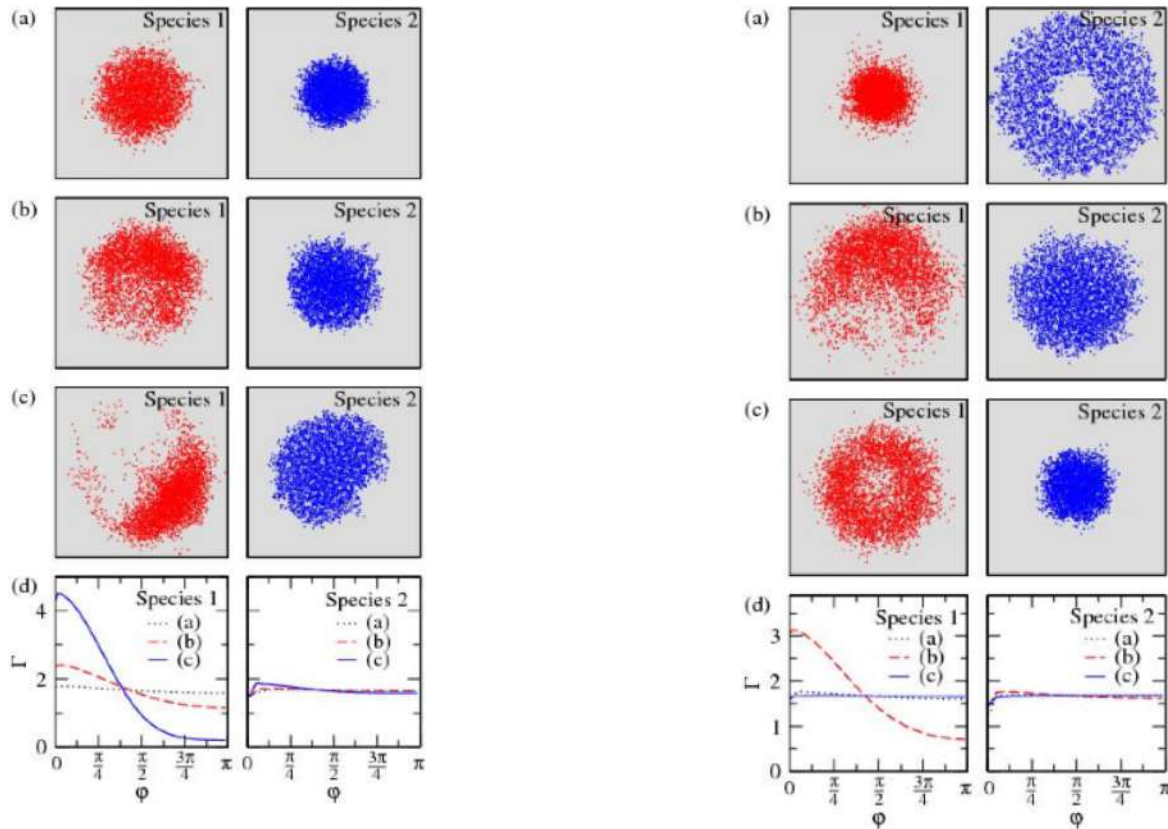 (a) Species 1 Species 2
(b) Species 1 Species 2
(c) Species 1 Species 2
(d) Species 1 Species 2
(a) (a)
(b) (b)
(c) (c)
4
2
0
Γ
0 π/4 π/2 3π/4 π 0 π/4 π/2 3π/4 π
φ φ
(a) Species 1 Species 2
(b) Species 1 Species 2
(c) Species 1 Species 2
(d) Species 1 Species 2
(a) (a)
(b) (b)
(c) (c)
3
2
1
0
Γ
0 π/4 π/2 3π/4 π 0 π/4 π/2 3π/4 π
φ φ